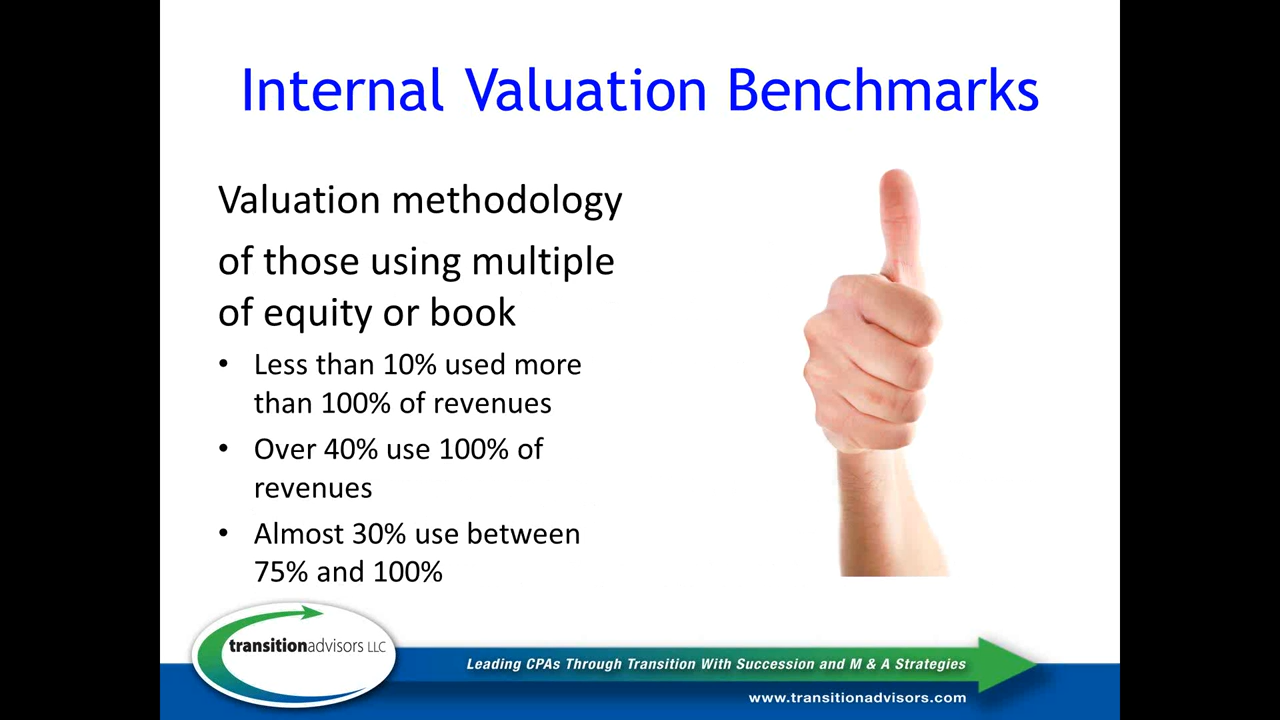 Internal Valuation Benchmarks
Valuation methodology
of those using multiple
of equity or book
• Less than 10% used more
than 100% of revenues
• Over 40% use 100% of
revenues
• Almost 30% use between
75% and 100%
transitionadvisors LLC
Leading CPAs Through Transition With Succession and M & A Strategies
www.transitionadvisors.com